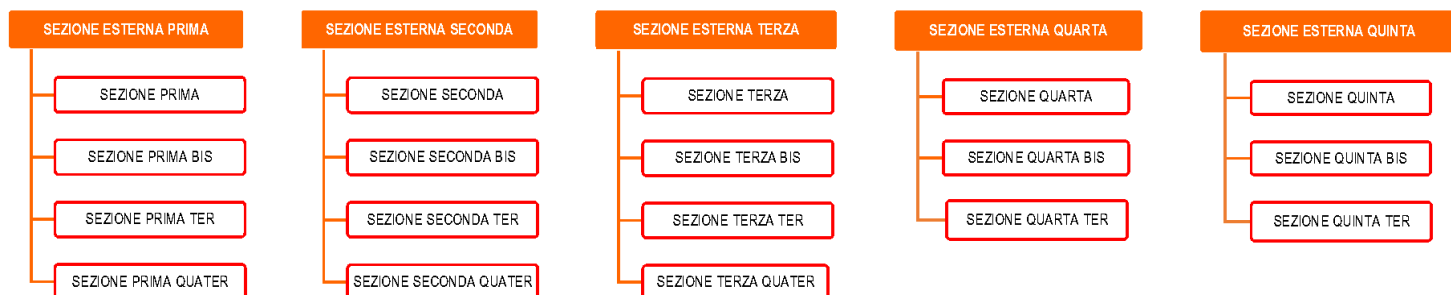 SEZIONE ESTERNA PRIMA
SEZIONE PRIMA
SEZIONE PRIMA BIS
SEZIONE PRIMA TER
SEZIONE PRIMA QUATER
SEZIONE ESTERNA SECONDA
SEZIONE SECONDA
SEZIONE SECONDA BIS
SEZIONE SECONDA TER
SEZIONE SECONDA QUATER
SEZIONE ESTERNA TERZA
SEZIONE TERZA
SEZIONE TERZA BIS
SEZIONE TERZA TER
SEZIONE TERZA QUATER
SEZIONE ESTERNA QUARTA
SEZIONE QUARTA
SEZIONE QUARTA BIS
SEZIONE QUARTA TER
SEZIONE ESTERNA QUINTA
SEZIONE QUINTA
SEZIONE QUINTA BIS
SEZIONE QUINTA TER